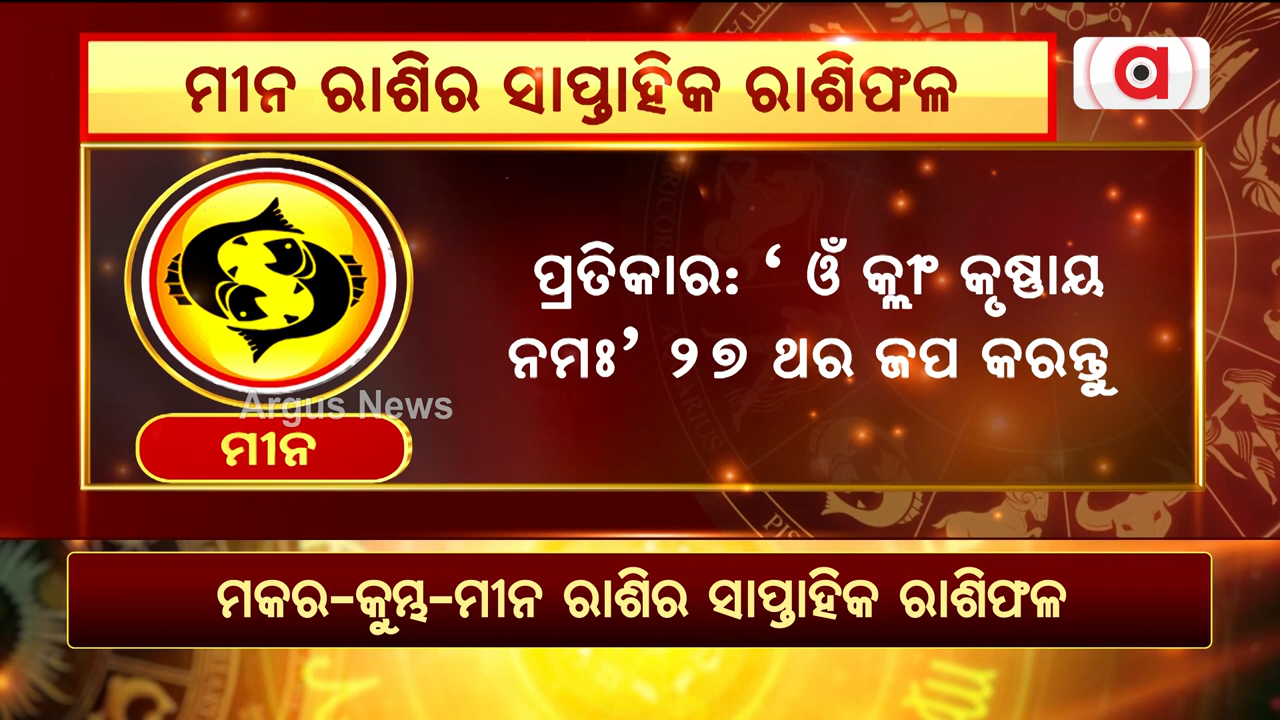 ମୀନ ରାଶିର ସାପ୍ତାହିକ ରାଶିଫଳ
a
ପ୍ରତିକାର: ‘ ଓଁ କ୍ଲୀଂ କୃଷ୍ଣାୟ
ନମଃ’ ୨୭ ଥର ଜପ କରନ୍ତୁ
Argus News
ମୀନ
ମକର-କୁମ୍ଭ-ମୀନ ରାଶିର ସାପ୍ତାହିକ ରାଶିଫଳ